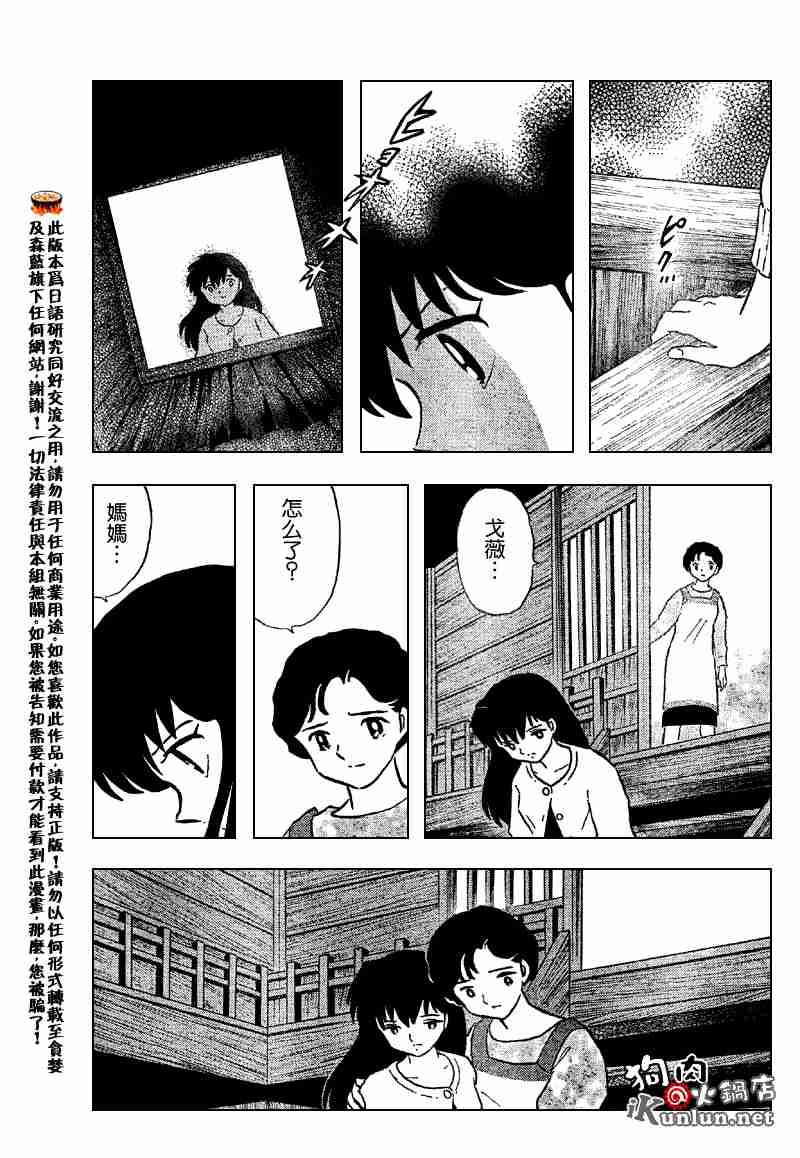 ピク…
ヒョオオ
戈薇…
怎么了?
媽媽…
此版本爲日語研究同好交流之用,請勿用于任何商業用途。如您喜歡此作品,請支持正版!請勿以任何形式轉載至貪婪
及森藍旗下任何網站,謝謝!一切法律責任與本組無關。如果您被告知需要付款才能看到此漫畫,那麽,您被騙了!
狗肉火鍋店
iKunlun.net